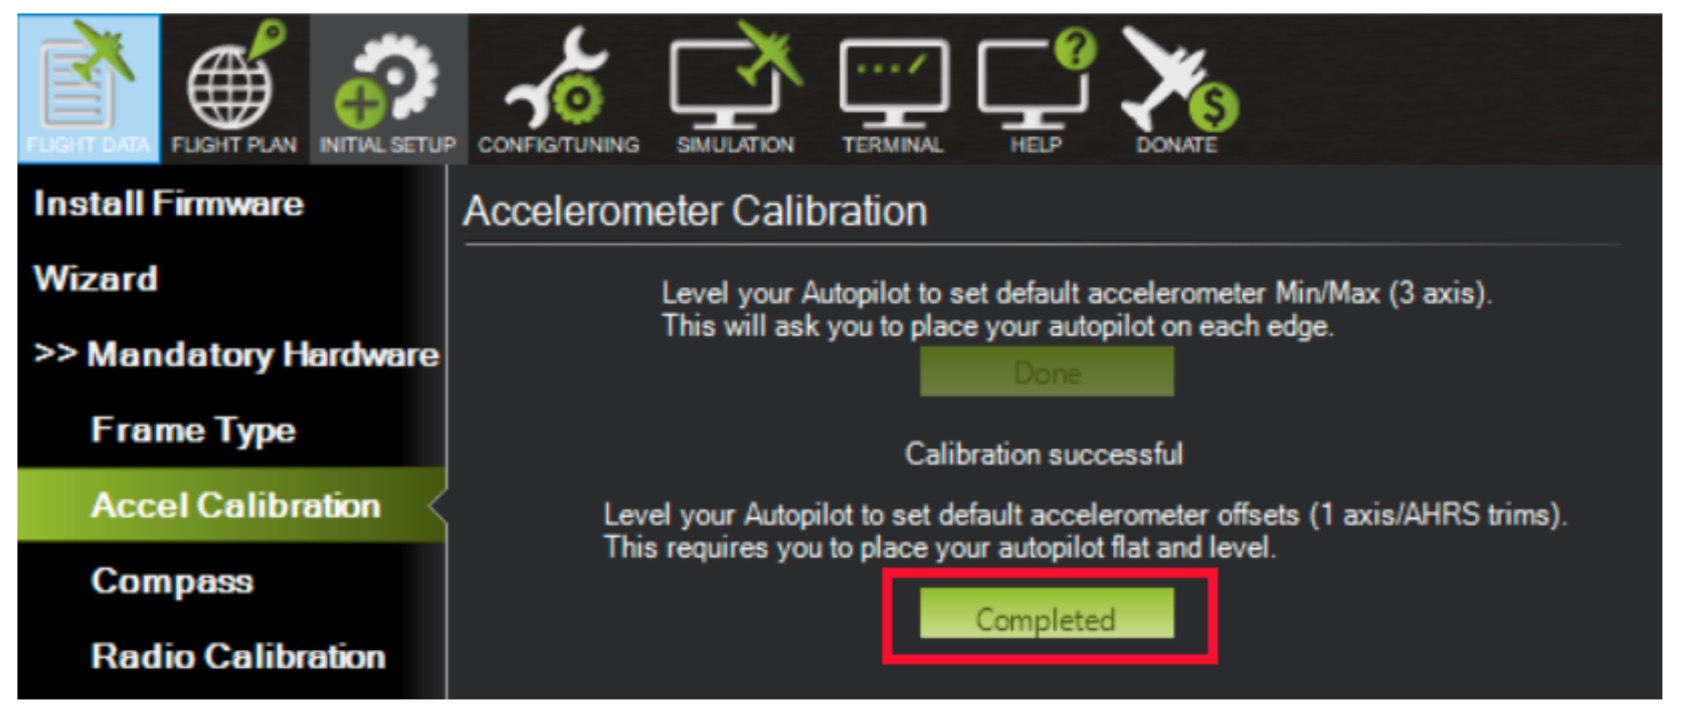 FLIGHT DATA
FLIGHT PLAN
INITIAL SETUP
CONFIG/TUNING
SIMULATION
TERMINAL
HELP
DONATE
Install Firmware
Wizard
>> Mandatory Hardware
Frame Type
Accel Calibration
Compass
Radio Calibration
Accelerometer Calibration
Level your Autopilot to set default accelerometer Min/Max (3 axis).
This will ask you to place your autopilot on each edge.
Done
Calibration successful
Level your Autopilot to set default accelerometer offsets (1 axis/AHRS trims).
This requires you to place your autopilot flat and level.
Completed